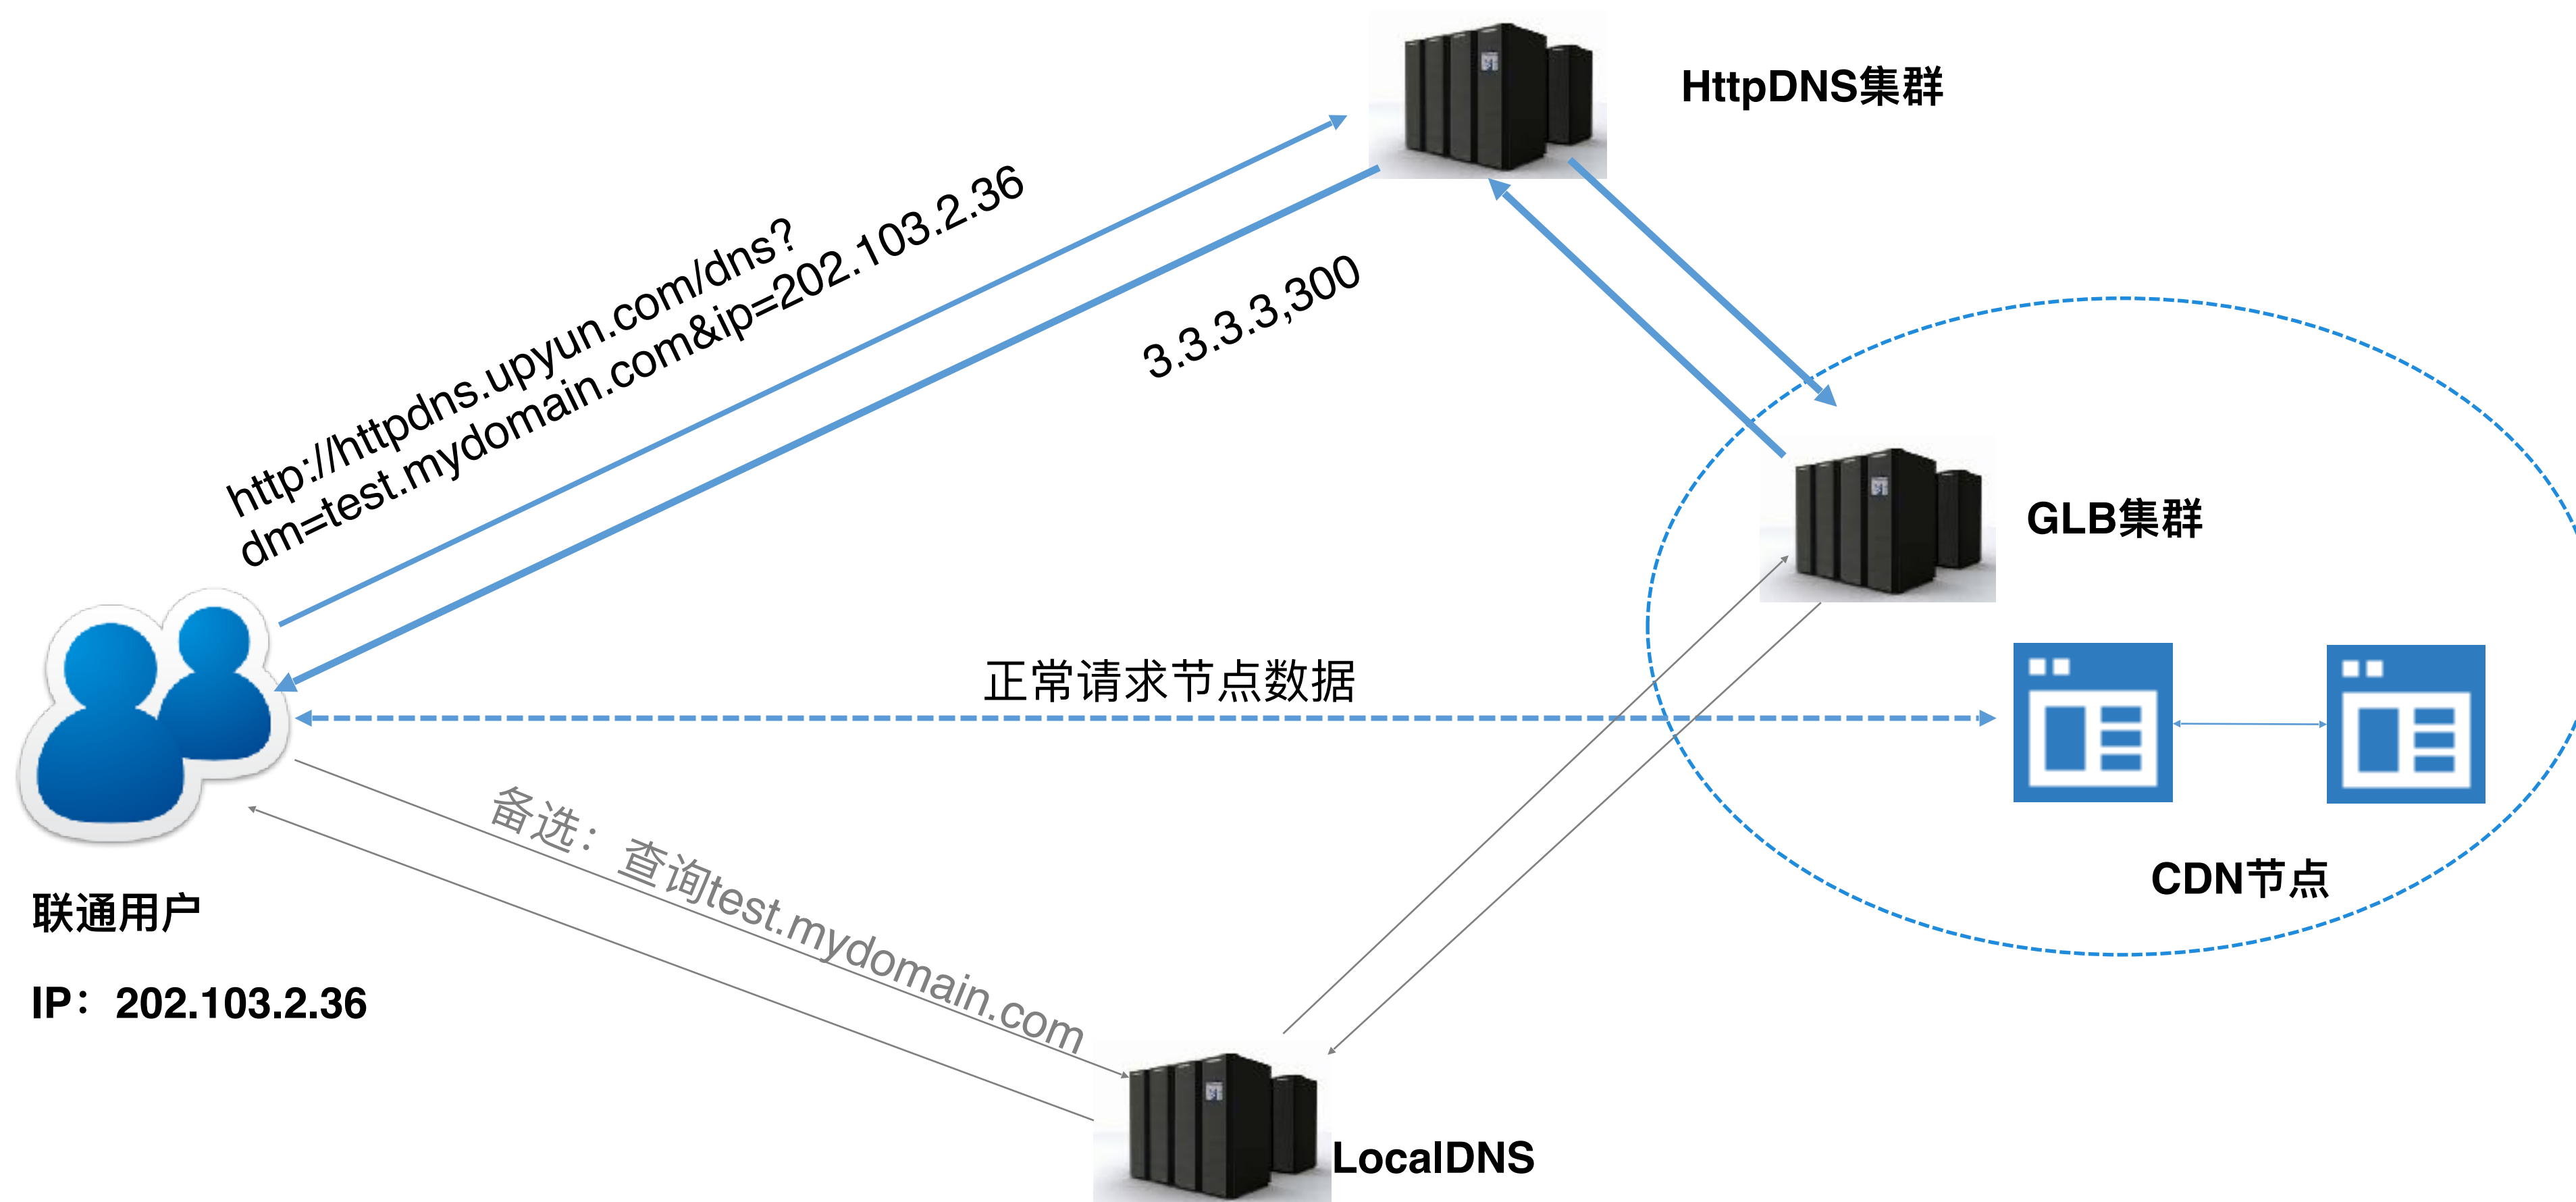 HttpDNS集群
http://httpdns.upyun.com/dns?
dm=test.mydomain.com&ip=202.103.2.36
3.3.3.3,300
GLB集群
正常请求节点数据
备选：查询test.mydomain.com
CDN节点
联通用户
IP：202.103.2.36
LocalDNS